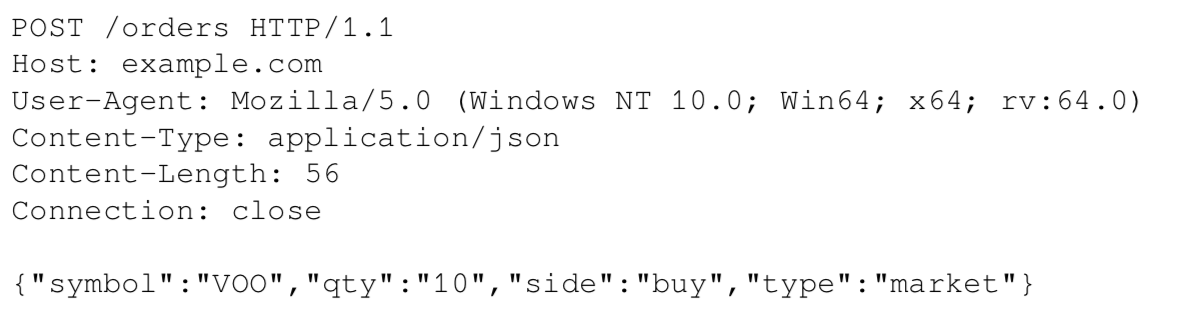 POST /orders HTTP/1.1
Host: example.com
User-Agent: Mozilla/5.0 (Windows NT 10.0; Win64; x64; rv:64.0)
Content-Type: application/json
Content-Length: 56
Connection: close
{"symbol":"VOO","qty":"10","side":"buy","type":"market"}